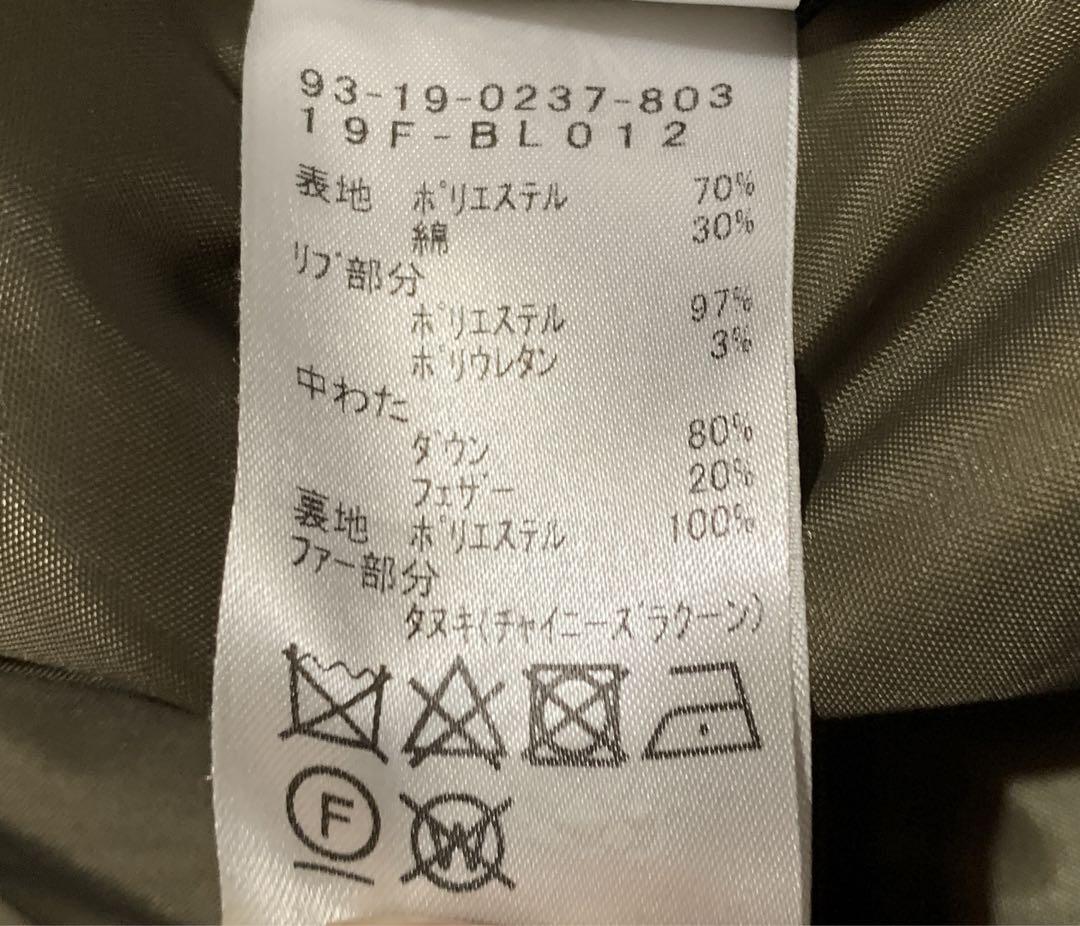 93-19-0237-803
19F-BL012
表地 ポリエステル 70%
綿 30%
リブ部分
ポリエステル 97%
ポリウレタン 3%
中わた
ダウン 80%
フェザー 20%
裏地 ポリエステル 100%
ファー部分
タヌキ(チャイニーズラクーン)
F W